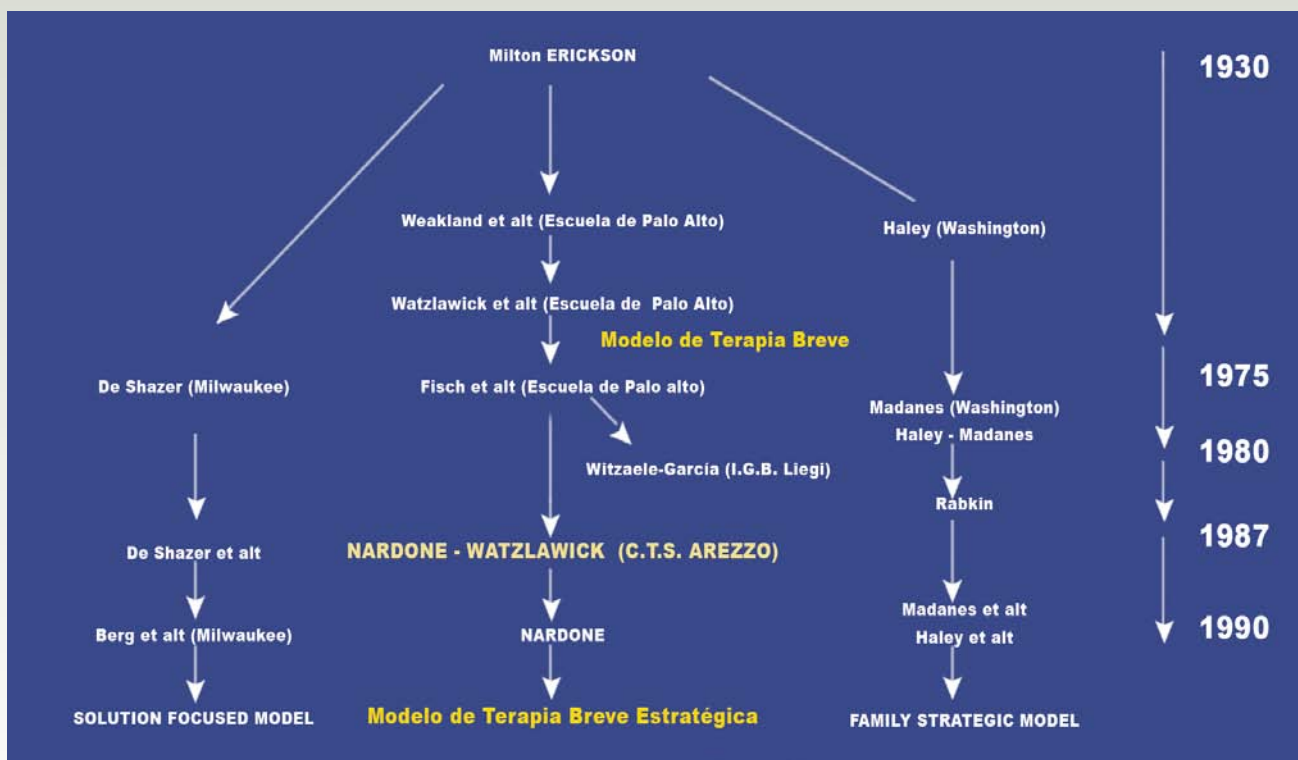 Milton ERICKSON
1930
Weakland et alt (Escuela de Palo Alto)
Haley (Washington)
Watzlawick et alt (Escuela de Palo Alto)
Modelo de Terapia Breve
De Shazer (Milwaukee)
Fisch et alt (Escuela de Palo alto)
1975
Madanes (Washington)
Haley - Madanes
1980
Witzaele-García (I.G.B. Liegi)
Rabkin
De Shazer et alt
NARDONE - WATZLAWICK (C.T.S. AREZZO)
1987
Madanes et alt
Haley et alt
Berg et alt (Milwaukee)
NARDONE
1990
SOLUTION FOCUSED MODEL
Modelo de Terapia Breve Estratégica
FAMILY STRATEGIC MODEL